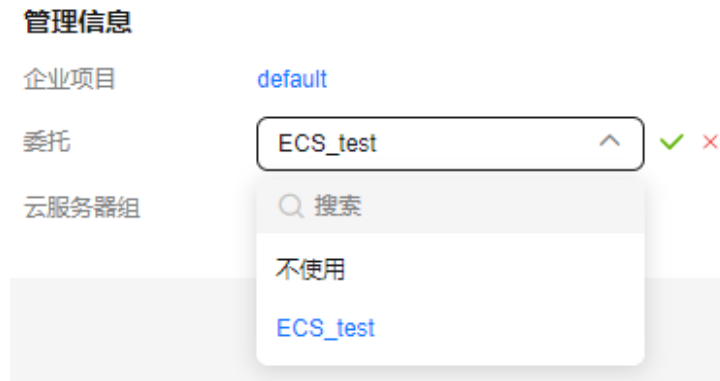 管理信息
企业项目 default
委托 ECS_test
云服务器组
搜索
不使用
ECS_test